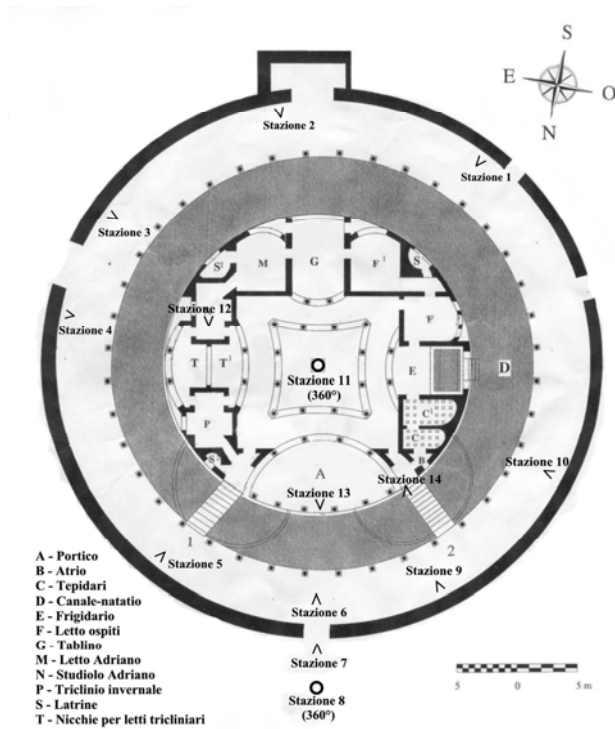 S
E
O
N
Stazione 2
Stazione 1
Stazione 3
S¹
M
G
F¹
S
Stazione 12
F
Stazione 4
T
T¹
Stazione 11
(360°)
E
D
P
C¹
C
S²
B
A
Stazione 14
Stazione 10
Stazione 13
1
2
Stazione 5
Stazione 9
Stazione 6
Stazione 7
Stazione 8
(360°)
A - Portico
B - Atrio
C - Tepidari
D - Canale-natatio
E - Frigidario
F - Letto ospiti
G - Tablino
M - Letto Adriano
N - Studiolo Adriano
P - Triclinio invernale
S - Latrine
T - Nicchie per letti tricliniari
5 0 5 m